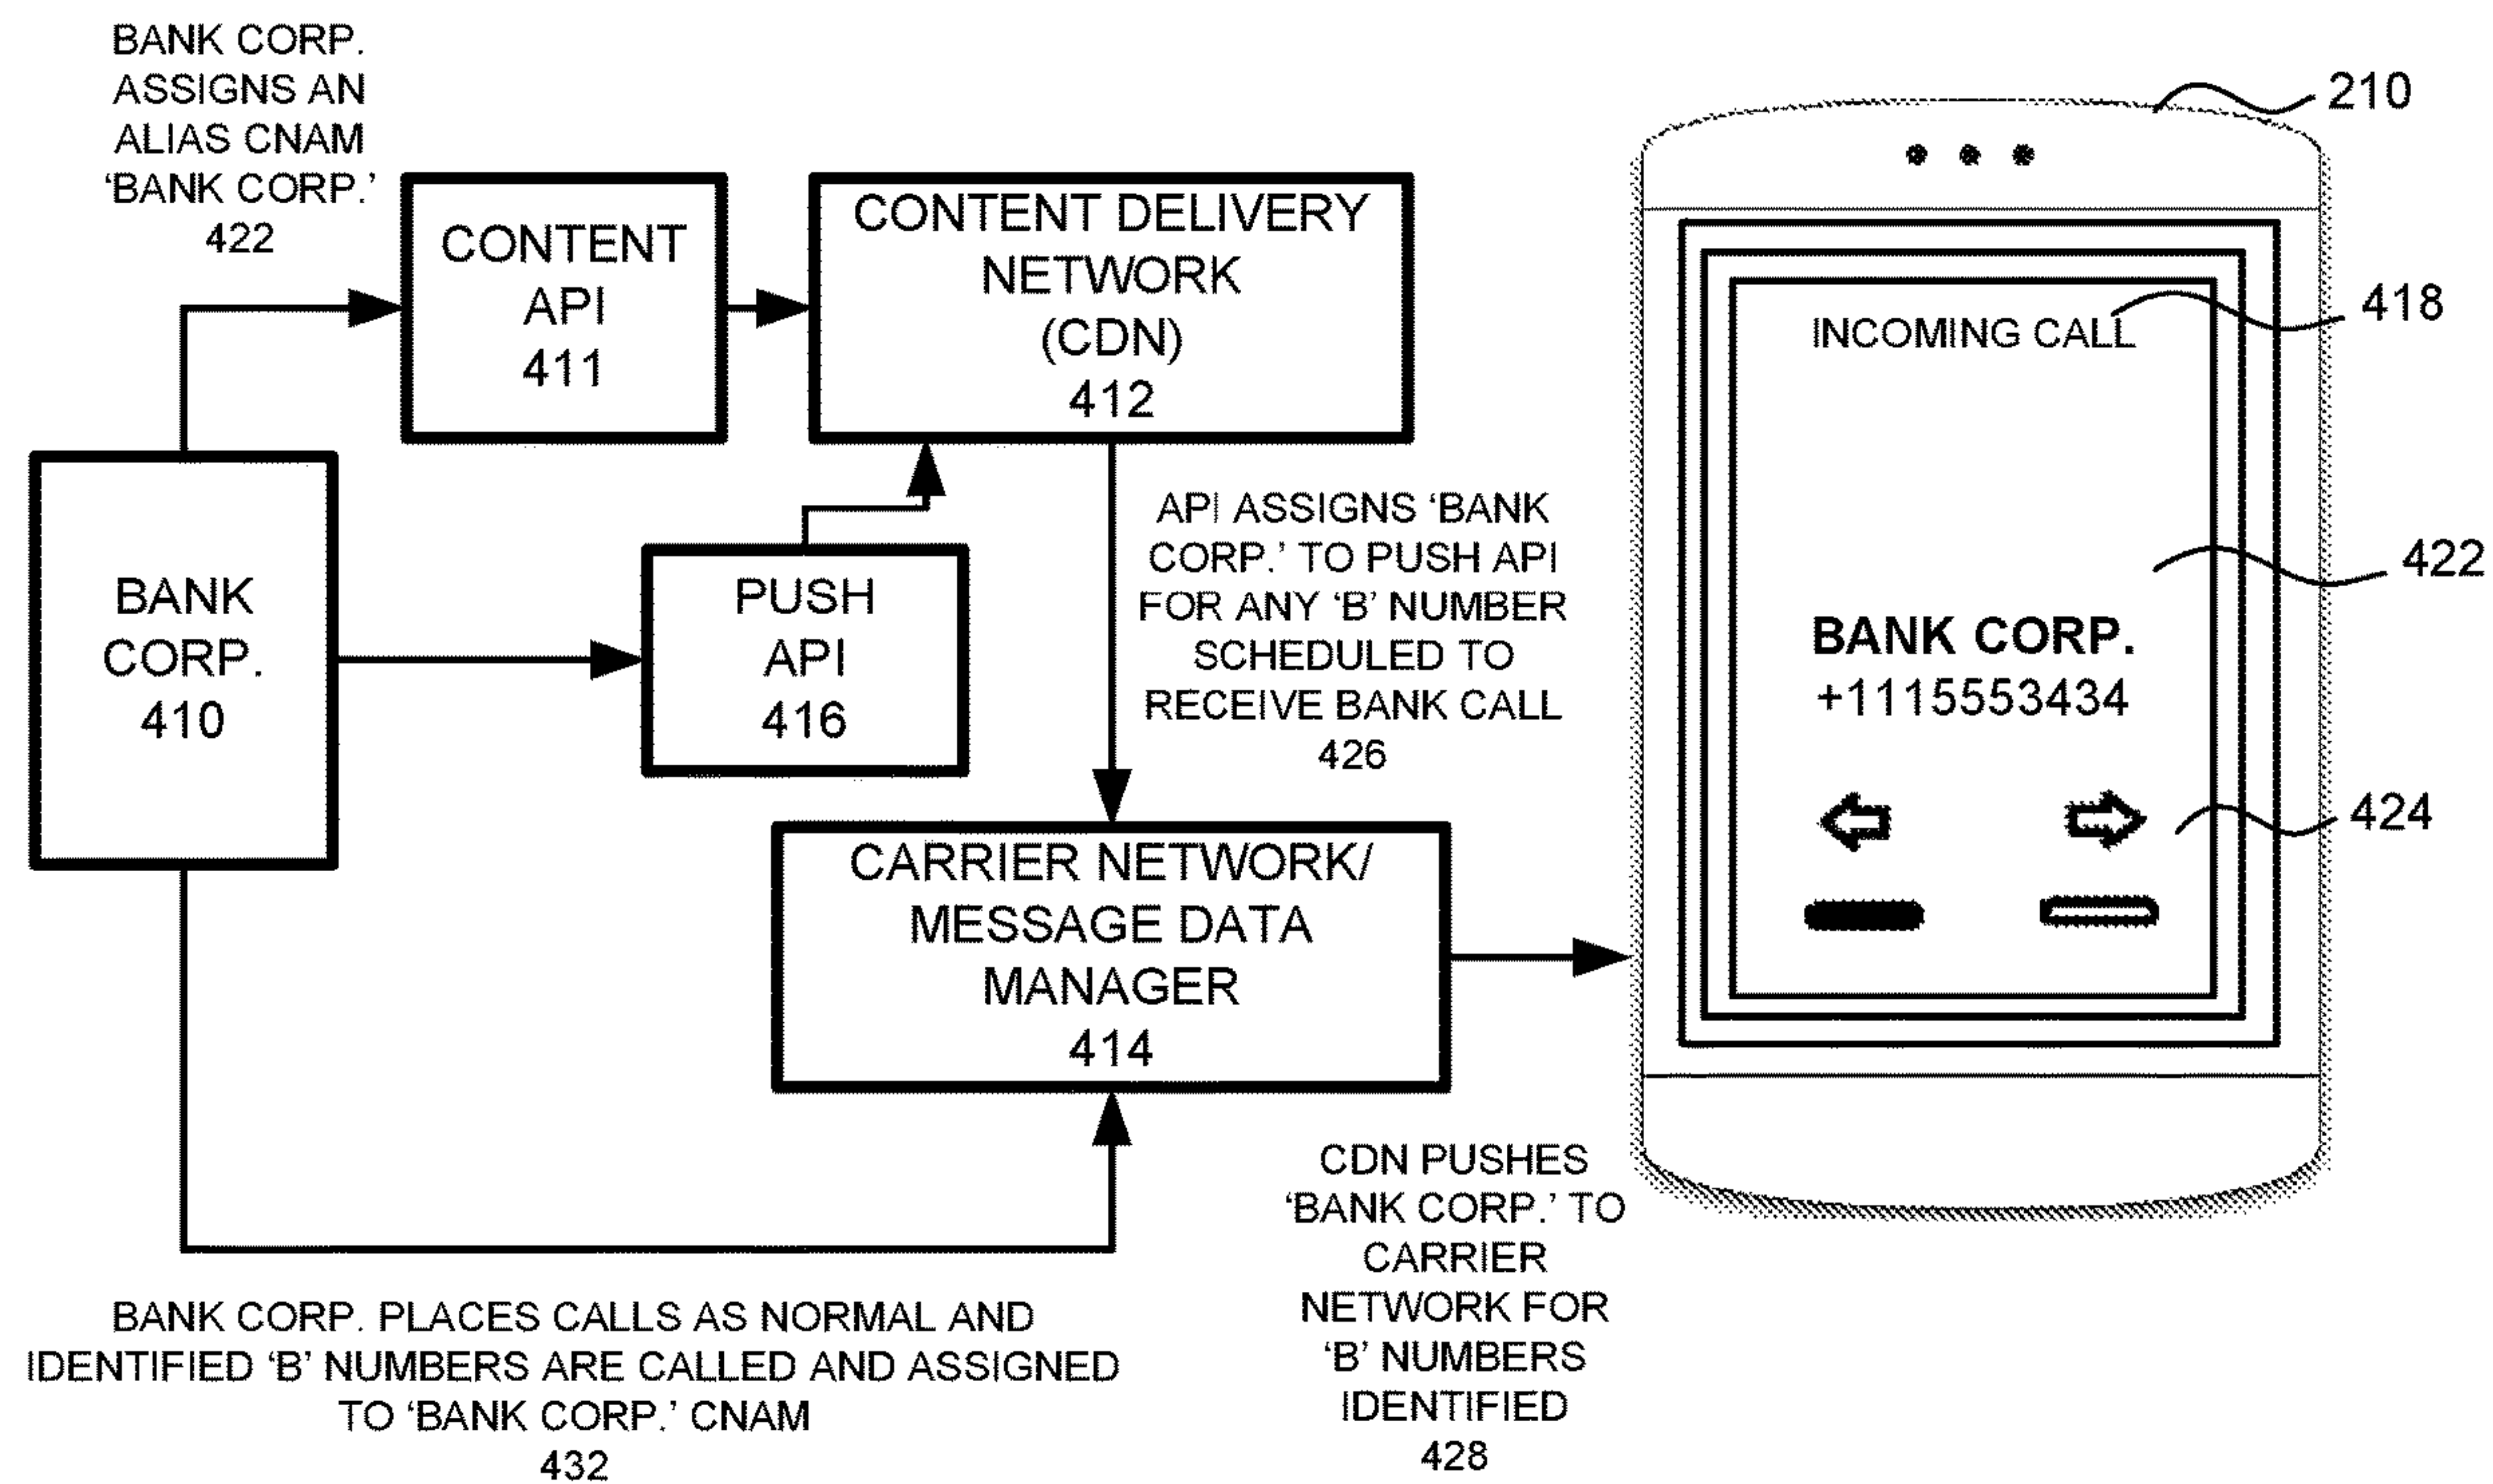 BANK CORP.
ASSIGNS AN
ALIAS CNAM
‘BANK CORP.’
422
CONTENT
API
411
CONTENT DELIVERY
NETWORK
(CDN)
412
BANK
CORP.
410
PUSH
API
416
API ASSIGNS ‘BANK
CORP.’ TO PUSH API
FOR ANY ‘B’ NUMBER
SCHEDULED TO
RECEIVE BANK CALL
426
CARRIER NETWORK/
MESSAGE DATA
MANAGER
414
BANK CORP. PLACES CALLS AS NORMAL AND
IDENTIFIED ‘B’ NUMBERS ARE CALLED AND ASSIGNED
TO ‘BANK CORP.’ CNAM
432
CDN PUSHES
‘BANK CORP.’ TO
CARRIER
NETWORK FOR
‘B’ NUMBERS
IDENTIFIED
428
210
INCOMING CALL
418
422
BANK CORP.
+1115553434
424